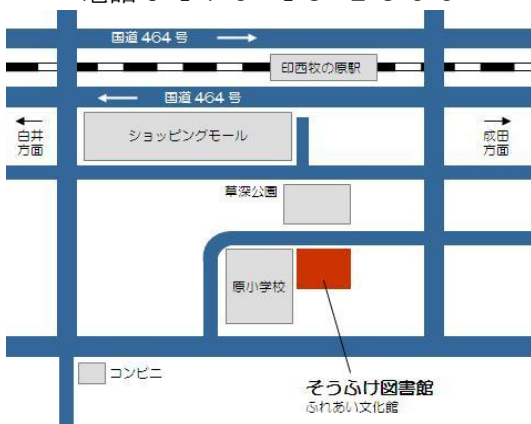 国道464号
印西牧の原駅
国道464号
白井
方面
ショッピングモール
成田
方面
草深公園
原小学校
コンビニ
そうふけ図書館
ふれあい文化館